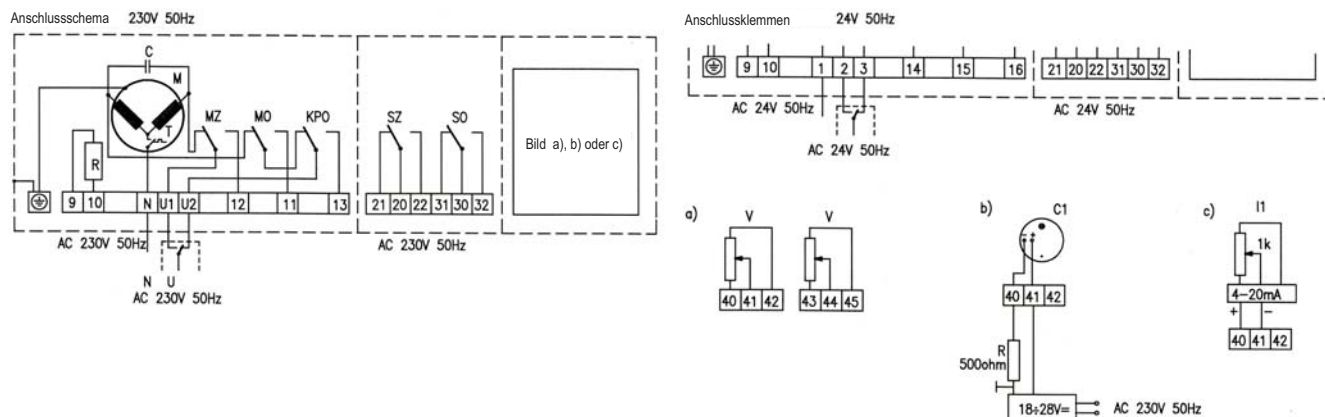 Anschlussschema 230V 50Hz
C
M
T
R
MZ MO KPO
9 10 N U1 U2 12 11 13
AC 230V 50Hz
N U
AC 230V 50Hz
SZ SO
21 20 22 31 30 32
AC 230V 50Hz
Bild a), b) oder c)
Anschlussklemmen 24V 50Hz
9 10 1 2 3 14 15 16
21 20 22 31 30 32
AC 24V 50Hz
AC 24V 50Hz
AC 24V 50Hz
a) V V
40 41 42 43 44 45
b) C1
- +
40 41 42
R
500ohm
18÷28V= AC 230V 50Hz
c) I1
1k
4–20mA
+ -
40 41 42